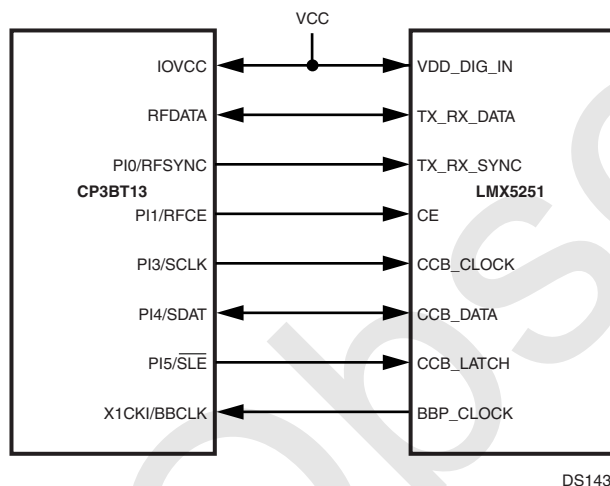 VCC
IOVCC VDD_DIG_IN
RFDATA TX_RX_DATA
PI0/RFSYNC TX_RX_SYNC
CP3BT13 LMX5251
PI1/RFCE CE
PI3/SCLK CCB_CLOCK
PI4/SDAT CCB_DATA
PI5/SLE CCB_LATCH
X1CKI/BBCLK BBP_CLOCK
DS143